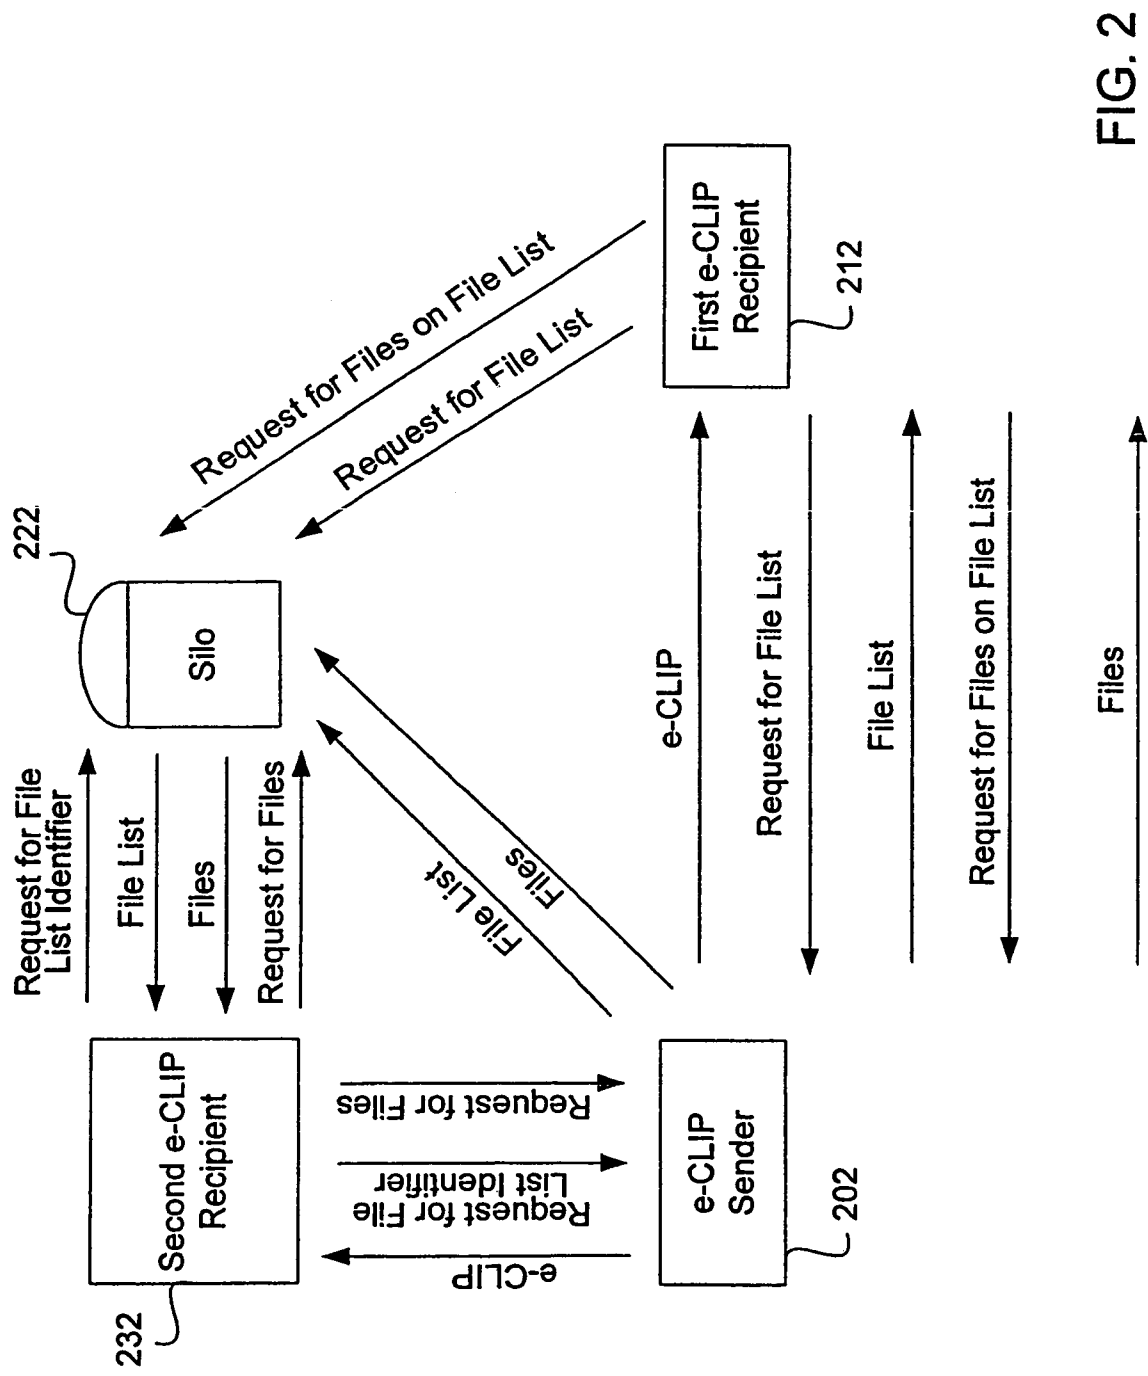 232
Second e-CLIP
Recipient
Request for File
List Identifier
File List
Files
Request for Files
222
Silo
Request for Files on File List
Request for File List
e-CLIP
Request for File
List Identifier
Request for Files
File List
Files
202
e-CLIP
Sender
e-CLIP
Request for File List
File List
Request for Files on File List
Files
First e-CLIP
Recipient
212
FIG. 2